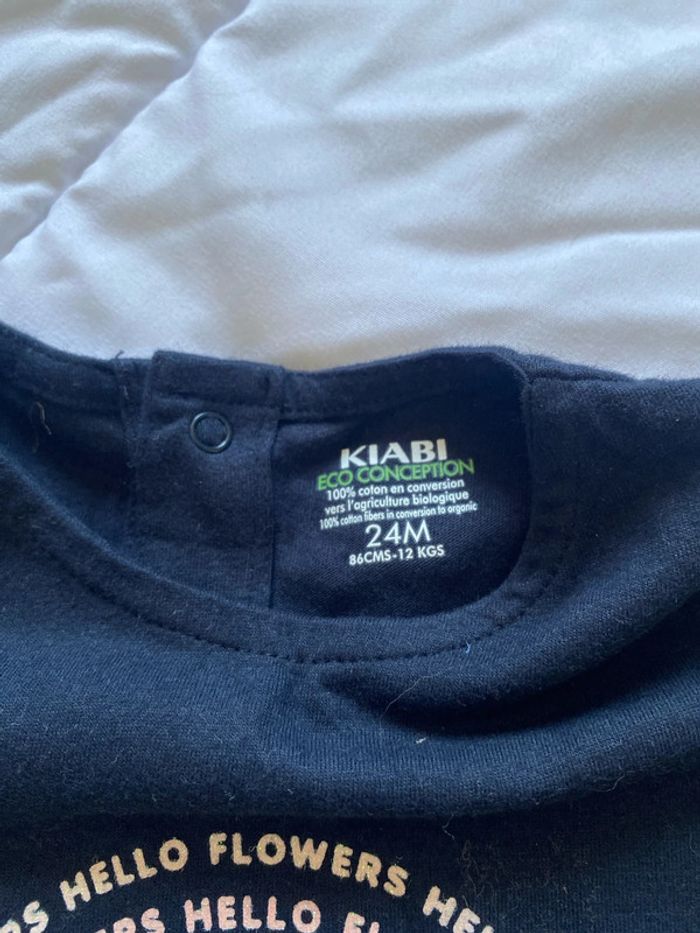 KIABI
ECO CONCEPTION
100% coton en conversion
vers l'agriculture biologique
100% cotton fibers in conversion to organic
24M
86CMS-12 KGS
HELLO FLOWERS
HELLO